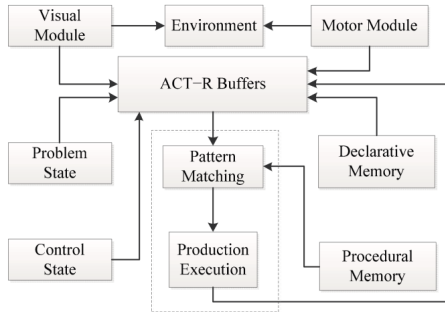 Visual
Module
Environment
Motor Module
ACT−R Buffers
Problem
State
Pattern
Matching
Declarative
Memory
Control
State
Production
Execution
Procedural
Memory